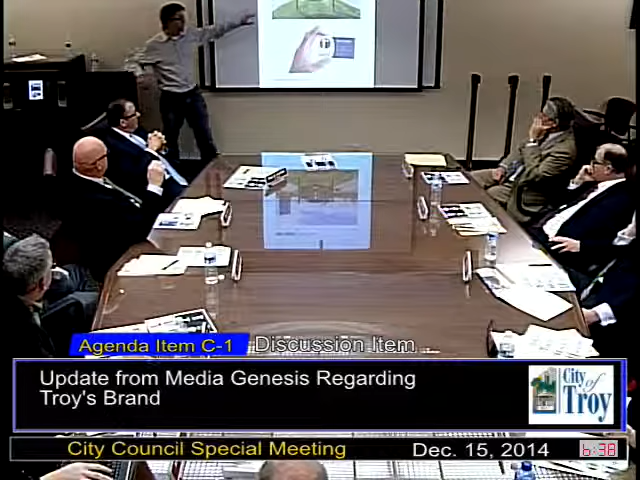 Agenda Item C-1 Discussion Item
Update from Media Genesis Regarding
Troy's Brand
City
of
Troy
City Council Special Meeting Dec. 15, 2014 6:38